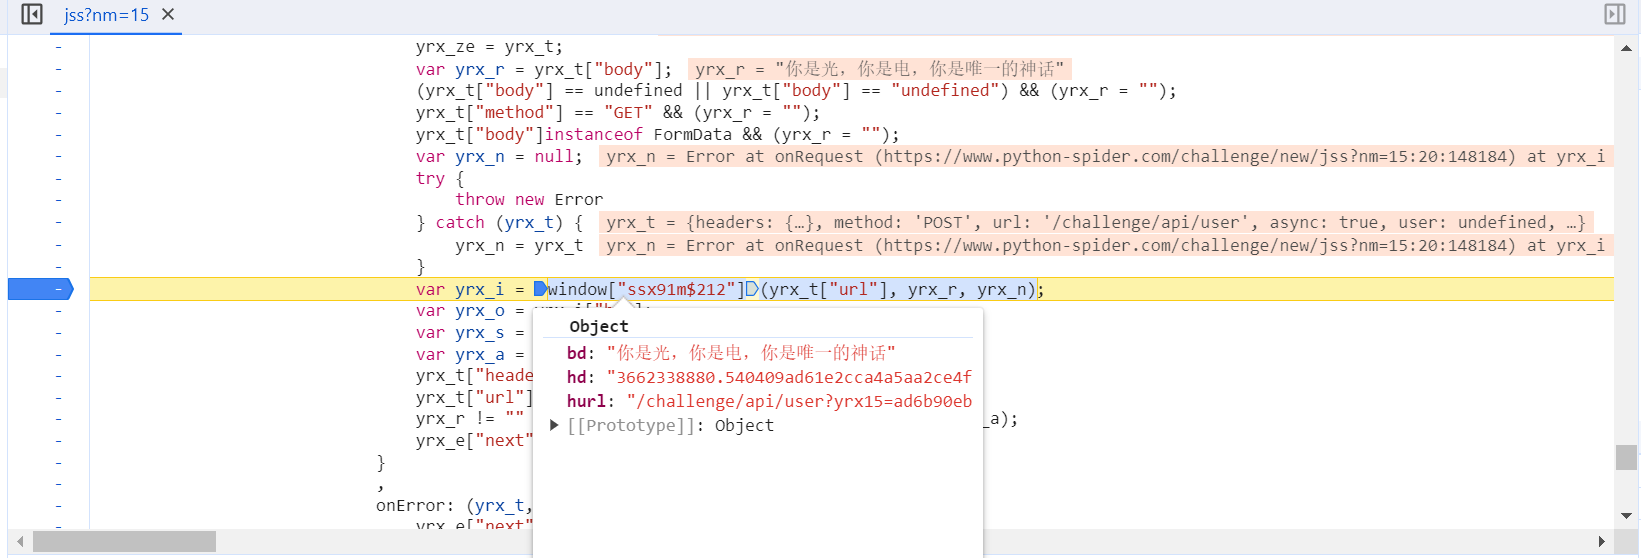 jss?nm=15 ×
yrx_ze = yrx_t;
var yrx_r = yrx_t["body"]; yrx_r = "你是光，你是电，你是唯一的神话"
(yrx_t["body"] == undefined || yrx_t["body"] == "undefined") && (yrx_r = "");
yrx_t["method"] == "GET" && (yrx_r = "");
yrx_t["body"]instanceof FormData && (yrx_r = "");
var yrx_n = null; yrx_n = Error at onRequest (https://www.python-spider.com/challenge/new/jss?nm=15:20:148184) at yrx_i
try {
throw new Error
} catch (yrx_t) { yrx_t = {headers: {…}, method: 'POST', url: '/challenge/api/user', async: true, user: undefined, …}
yrx_n = yrx_t yrx_n = Error at onRequest (https://www.python-spider.com/challenge/new/jss?nm=15:20:148184) at yrx_i
}
var yrx_i = window["ssx91m$212"](yrx_t["url"], yrx_r, yrx_n);
var yrx_o =
var yrx_s =
var yrx_a =
yrx_t["heade
yrx_t["url"]
yrx_r != "" _a);
yrx_e["next"
}
,
onError: (yrx_t,
yrx_e["next"
Object
bd: "你是光，你是电，你是唯一的神话"
hd: "3662338880.540409ad61e2cca4a5aa2ce4f
hurl: "/challenge/api/user?yrx15=ad6b90eb
[[Prototype]]: Object